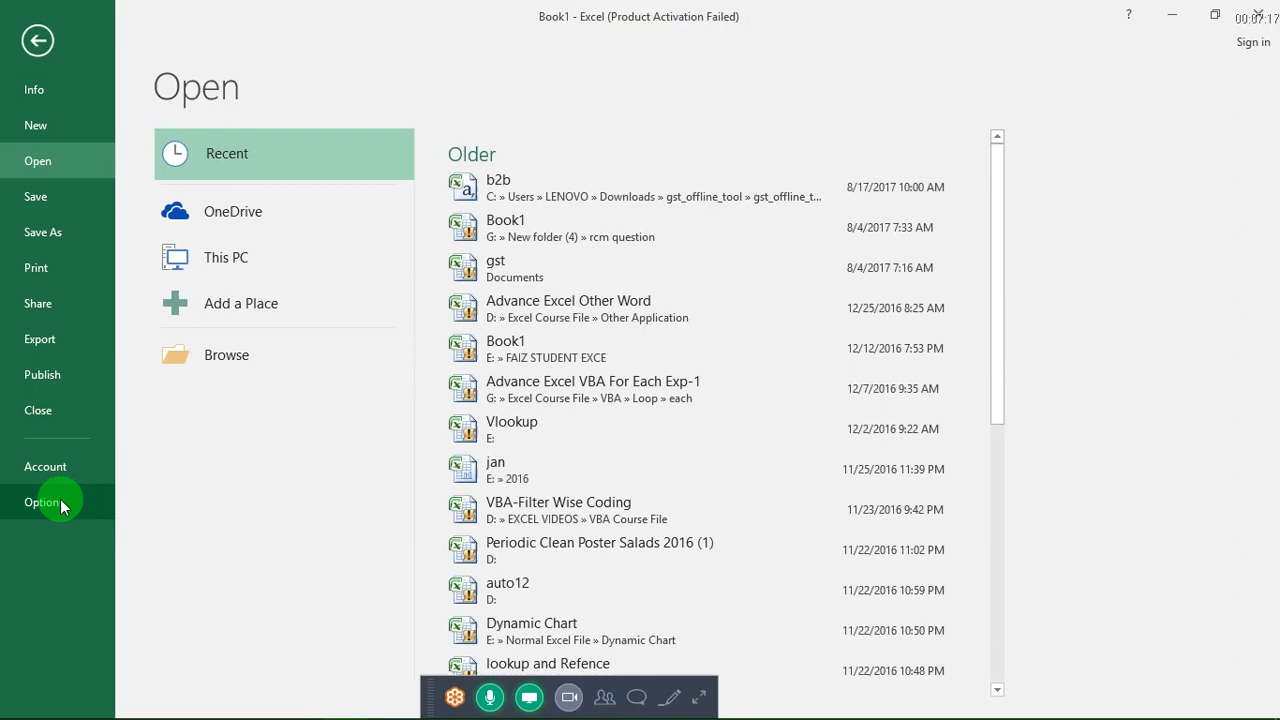 Book1 - Excel (Product Activation Failed)
?
00:07:17
Sign in
Info
New
Open
Save
Save As
Print
Share
Export
Publish
Close
Account
Option
Open
Recent
OneDrive
This PC
Add a Place
Browse
Older
b2b 8/17/2017 10:00 AM
C: » Users » LENOVO » Downloads » gst_offline_tool » gst_offline_t...
Book1 8/4/2017 7:33 AM
G: » New folder (4) » rcm question
gst 8/4/2017 7:16 AM
Documents
Advance Excel Other Word 12/25/2016 8:25 AM
D: » Excel Course File » Other Application
Book1 12/12/2016 7:53 PM
E: » FAIZ STUDENT EXCE
Advance Excel VBA For Each Exp-1 12/7/2016 9:35 AM
G: » Excel Course File » VBA » Loop » each
Vlookup 12/2/2016 9:22 AM
E:
jan 11/25/2016 11:39 PM
E: » 2016
VBA-Filter Wise Coding 11/23/2016 9:42 PM
D: » EXCEL VIDEOS » VBA Course File
Periodic Clean Poster Salads 2016 (1) 11/22/2016 11:02 PM
D:
auto12 11/22/2016 10:59 PM
D:
Dynamic Chart 11/22/2016 10:50 PM
E: » Normal Excel File » Dynamic Chart
lookup and Refence 11/22/2016 10:48 PM